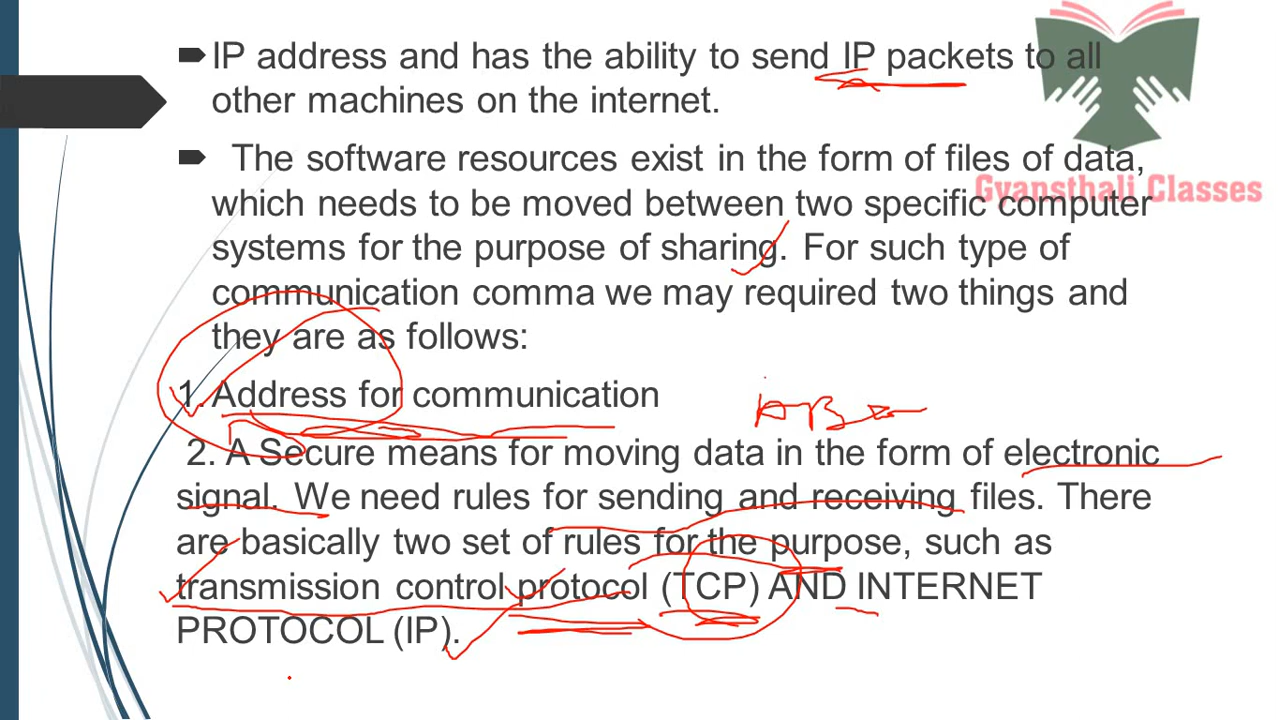 IP address and has the ability to send IP packets to all
other machines on the internet.
The software resources exist in the form of files of data,
which needs to be moved between two specific computer
systems for the purpose of sharing. For such type of
communication comma we may required two things and
they are as follows:
1. Address for communication
2. A Secure means for moving data in the form of electronic
signal. We need rules for sending and receiving files. There
are basically two set of rules for the purpose, such as
transmission control protocol (TCP) AND INTERNET
PROTOCOL (IP).
Gyansthali Classes